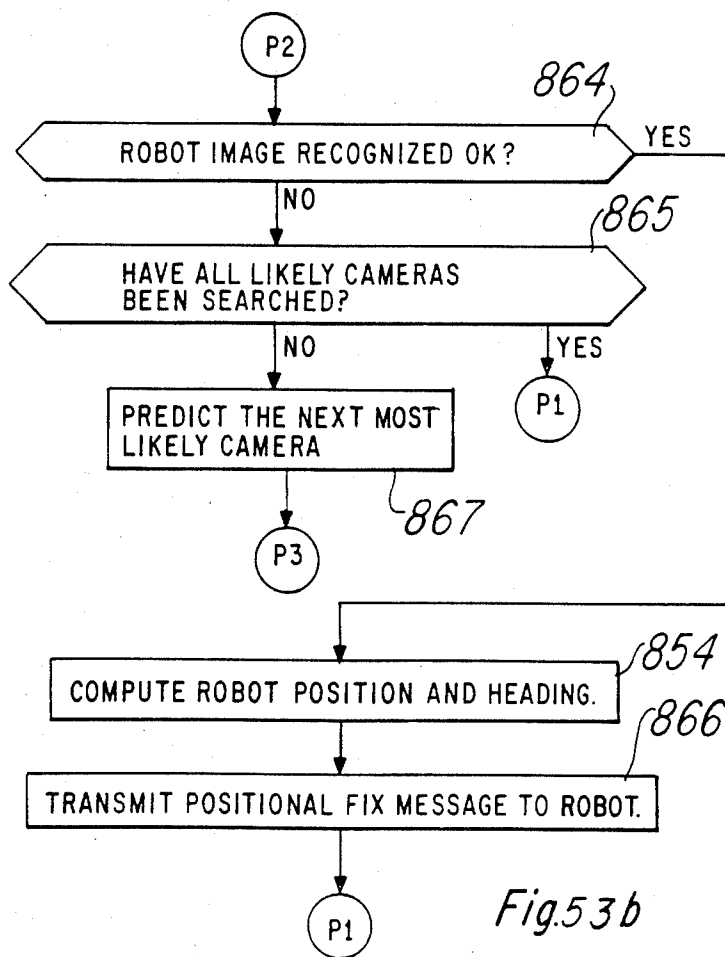 P2
864
ROBOT IMAGE RECOGNIZED OK?
YES
NO
865
HAVE ALL LIKELY CAMERAS
BEEN SEARCHED?
NO
YES
P1
PREDICT THE NEXT MOST
LIKELY CAMERA
867
P3
854
COMPUTE ROBOT POSITION AND HEADING.
866
TRANSMIT POSITIONAL FIX MESSAGE TO ROBOT.
P1
Fig.53b